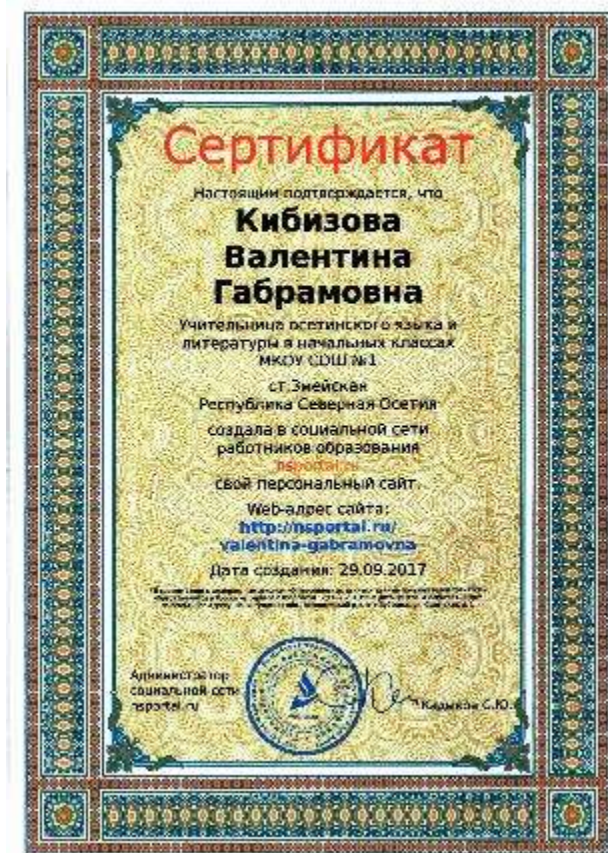 Сертификат
Настоящим подтверждается, что
Кибизова
Валентина
Габрамовна
Учительница осетинского языка и
литературы в начальных классах
МКОУ СОШ №1
ст.Змейская
Республика Северная Осетия
создала в социальной сети
работников образования
nsportal.ru
свой персональный сайт.
Web-адрес сайта:
http://nsportal.ru/
valentina-gabramovna
Дата создания: 29.09.2017
Администратор
социальной сети
nsportal.ru
С.Ю.